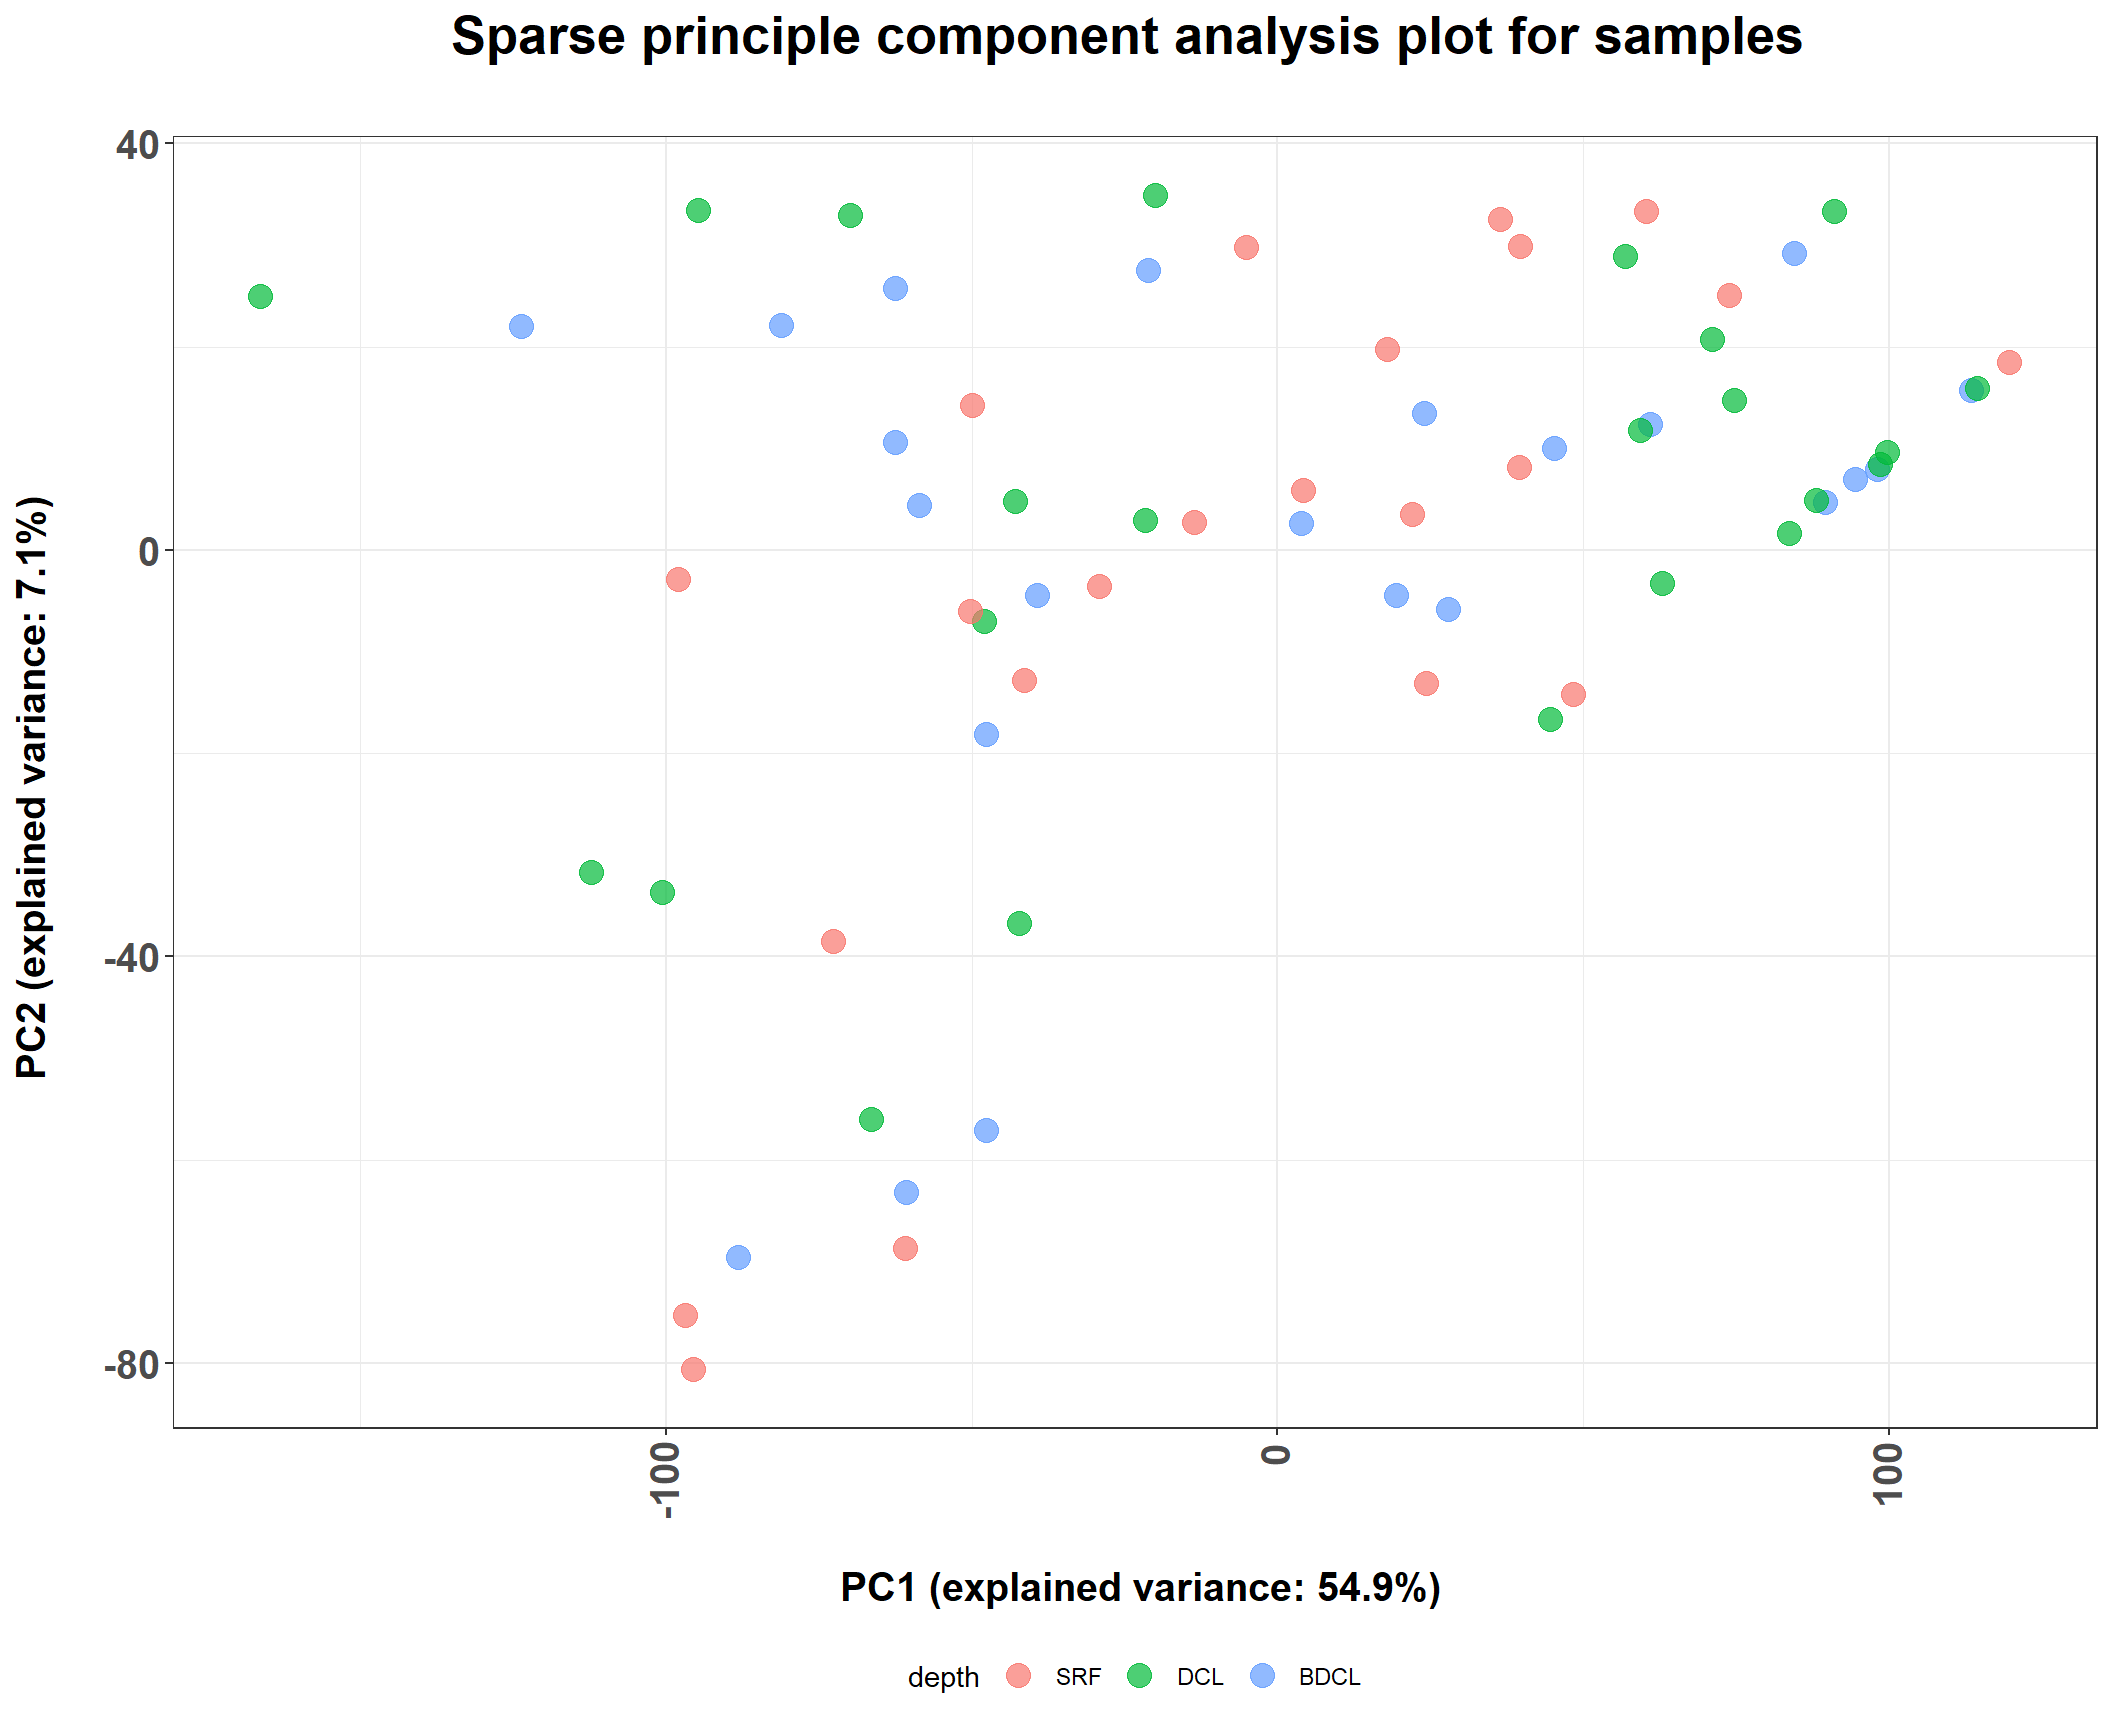 Sparse principle component analysis plot for samples
PC2 (explained variance: 7.1%)
40
0
-40
-80
-100
0
100
PC1 (explained variance: 54.9%)
depth SRF DCL BDCL